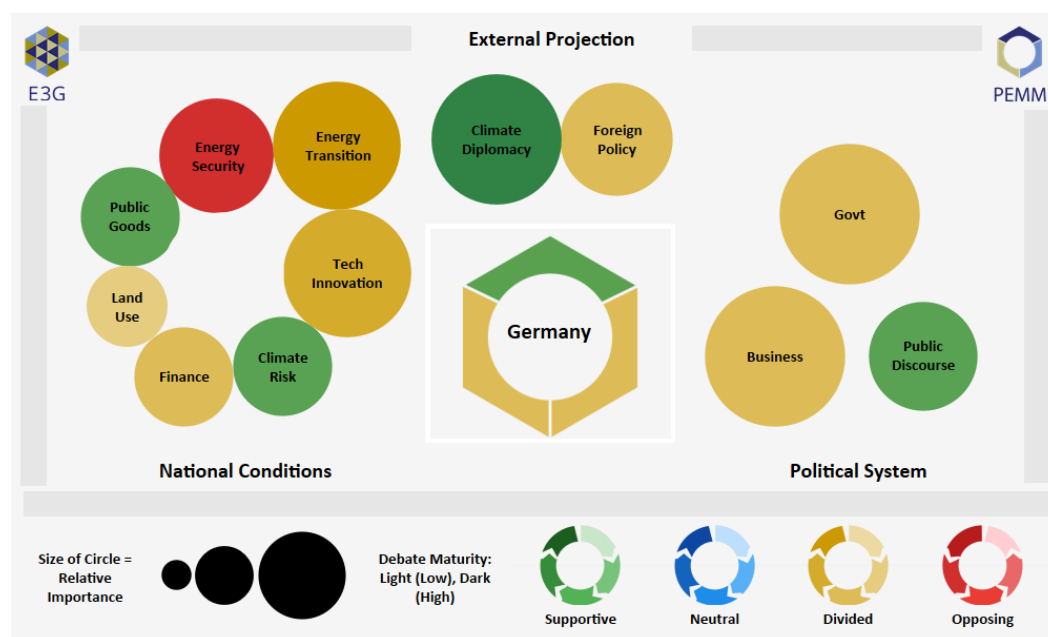 External Projection
E3G
PEMM
Energy
Security
Energy
Transition
Climate
Diplomacy
Foreign
Policy
Public
Goods
Govt
Land
Use
Tech
Innovation
Germany
Finance
Climate
Risk
Business
Public
Discourse
National Conditions
Political System
Size of Circle =
Relative
Importance
Debate Maturity:
Light (Low), Dark
(High)
Supportive
Neutral
Divided
Opposing